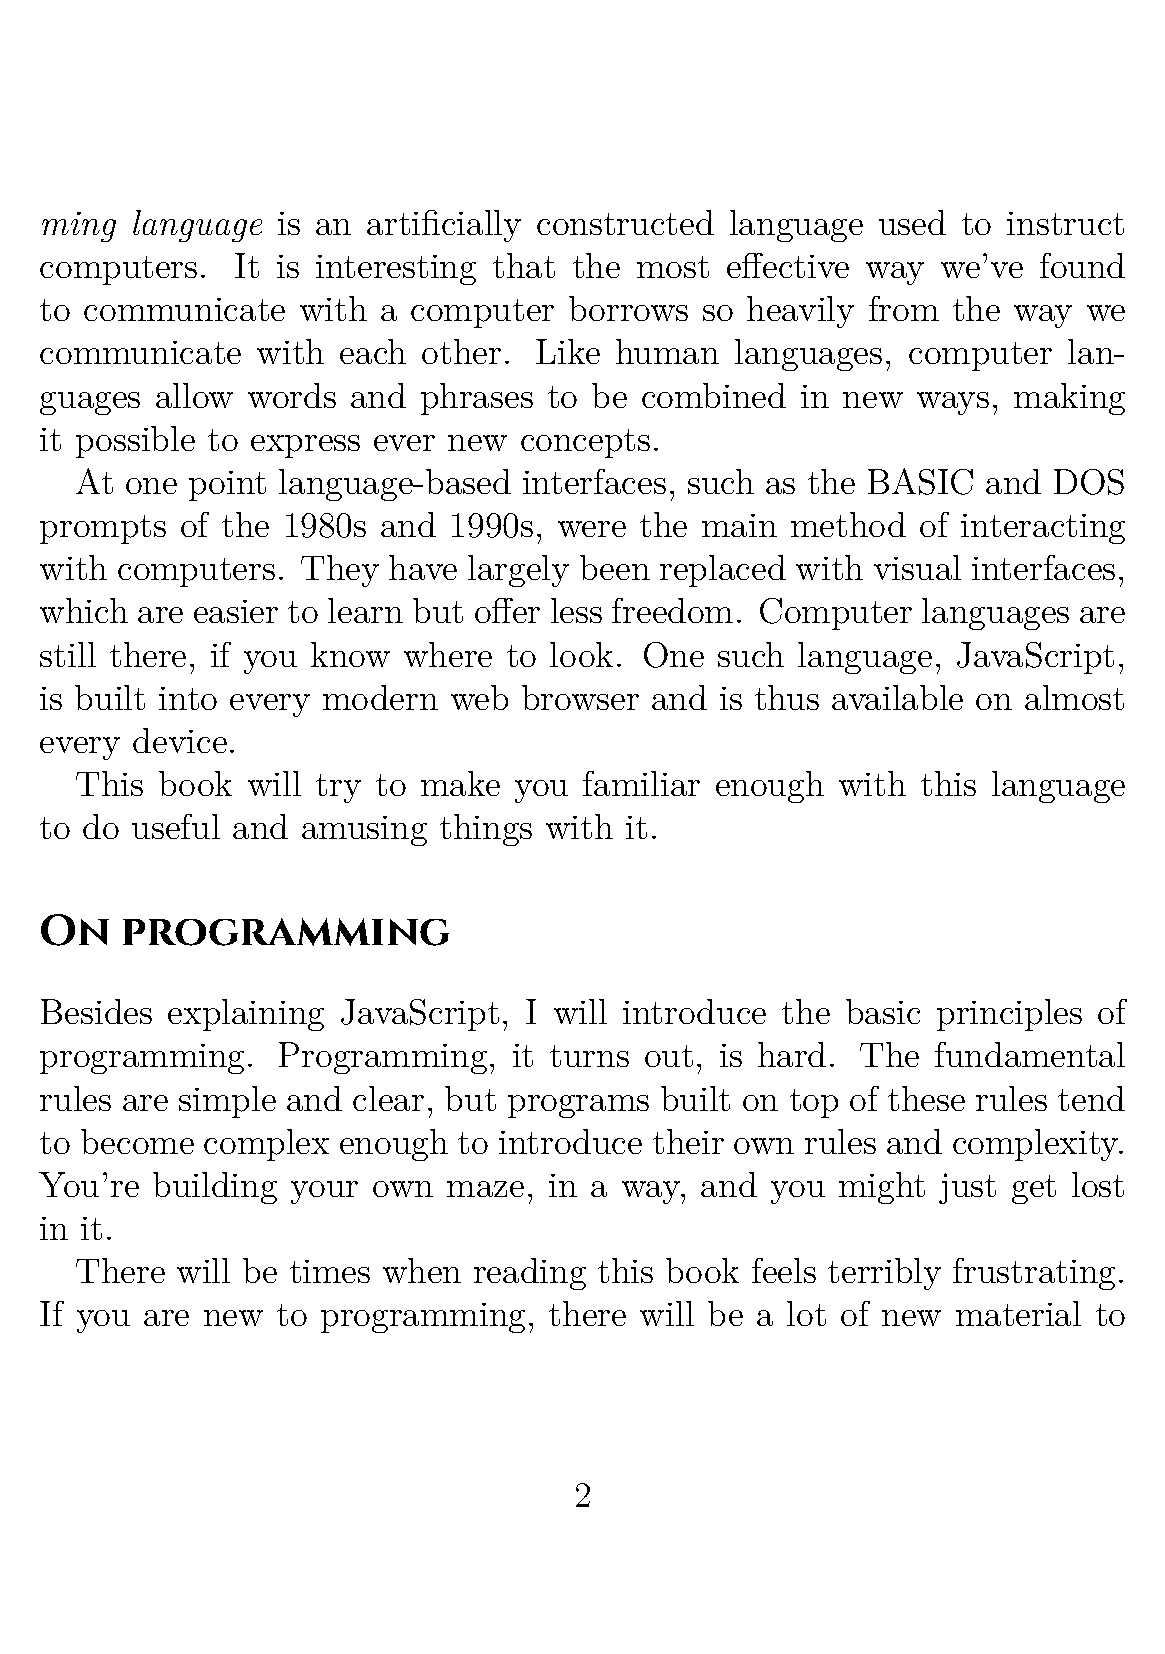 ming language is an artificially constructed language used to instruct
computers. It is interesting that the most effective way we've found
to communicate with a computer borrows so heavily from the way we
communicate with each other. Like human languages, computer lan-
guages allow words and phrases to be combined in new ways, making
it possible to express ever new concepts.
At one point language-based interfaces, such as the BASIC and DOS
prompts of the 1980s and 1990s, were the main method of interacting
with computers. They have largely been replaced with visual interfaces,
which are easier to learn but offer less freedom. Computer languages are
still there, if you know where to look. One such language, JavaScript,
is built into every modern web browser and is thus available on almost
every device.
This book will try to make you familiar enough with this language
to do useful and amusing things with it.
On programming
Besides explaining JavaScript, I will introduce the basic principles of
programming. Programming, it turns out, is hard. The fundamental
rules are simple and clear, but programs built on top of these rules tend
to become complex enough to introduce their own rules and complexity.
You're building your own maze, in a way, and you might just get lost
in it.
There will be times when reading this book feels terribly frustrating.
If you are new to programming, there will be a lot of new material to
2